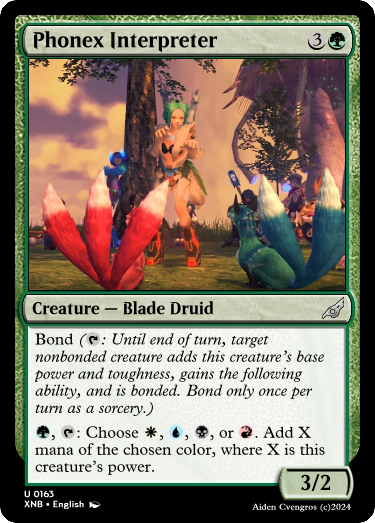 Phonex Interpreter 3
Creature — Blade Druid
Bond (: Until end of turn, target
nonbonded creature adds this creature's base
power and toughness, gains the following
ability, and is bonded. Bond only once per
turn as a sorcery.)
, : Choose , , , or . Add X
mana of the chosen color, where X is this
creature's power.
3/2
U 0163
XNB • English
Aiden Cvengros (c)2024